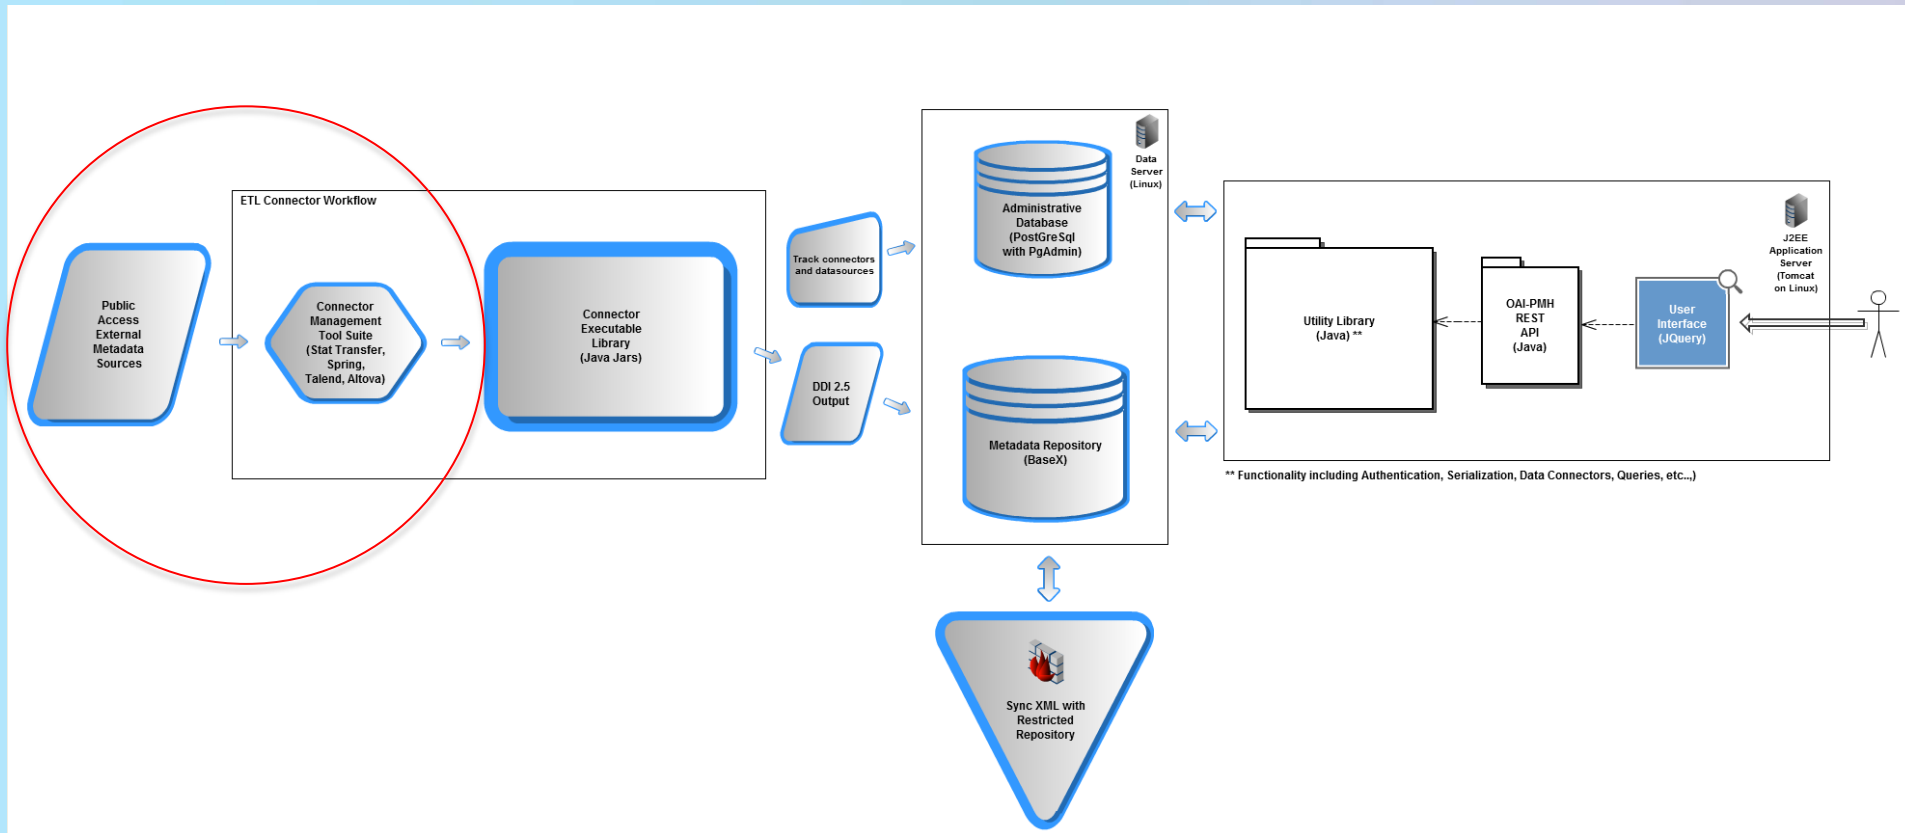 ETL Connector Workflow
Public
Access
External
Metadata
Sources
Connector
Management
Tool Suite
(Stat Transfer,
Spring,
Talend, Altova)
Connector
Executable
Library
(Java Jars)
Track connectors
and datasources
DDI 2.5
Output
Data
Server
(Linux)
Administrative
Database
(PostGreSql
with PgAdmin)
Metadata Repository
(BaseX)
Sync XML with
Restricted
Repository
J2EE
Application
Server
(Tomcat
on Linux)
Utility Library
(Java) **
OAI-PMH
REST
API
(Java)
User
Interface
(JQuery)
** Functionality including Authentication, Serialization, Data Connectors, Queries, etc..,)